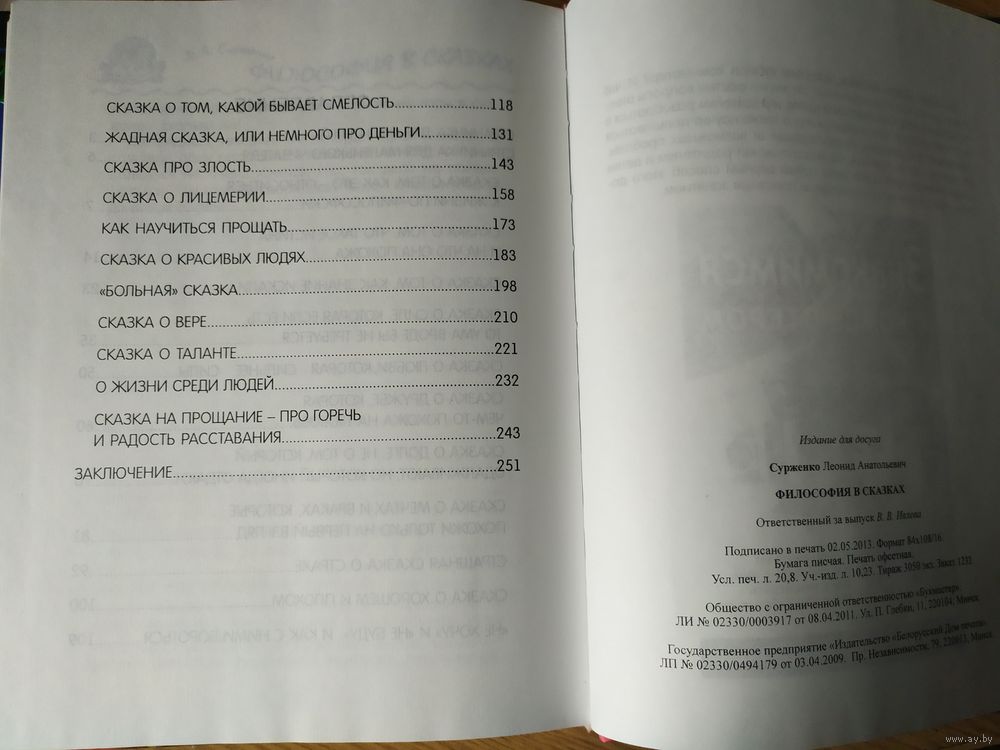 СКАЗКА О ТОМ, КАКОЙ БЫВАЕТ СМЕЛОСТЬ..........................118
ЖАДНАЯ СКАЗКА, ИЛИ НЕМНОГО ПРО ДЕНЬГИ...................131
СКАЗКА ПРО ЗЛОСТЬ..........................143
СКАЗКА О ЛИЦЕМЕРИИ..........................158
КАК НАУЧИТЬСЯ ПРОЩАТЬ..........................173
СКАЗКА О КРАСИВЫХ ЛЮДЯХ..........................183
«БОЛЬНАЯ» СКАЗКА..........................198
СКАЗКА О ВЕРЕ..........................210
СКАЗКА О ТАЛАНТЕ..........................221
О ЖИЗНИ СРЕДИ ЛЮДЕЙ..........................232
СКАЗКА НА ПРОЩАНИЕ – ПРО ГОРЕЧЬ
И РАДОСТЬ РАССТАВАНИЯ..........................243
ЗАКЛЮЧЕНИЕ..........................251
Издание для досуга
Сурженко Леонид Анатольевич
ФИЛОСОФИЯ В СКАЗКАХ
Ответственный за выпуск В. В.
Подписано в печать 02.05.2013. Формат 84х108/16.
Бумага писчая. Печать офсетная.
Усл. печ. л. 20,8. Уч.-изд. л. 10,23. Тираж 3050 экз. Заказ 1232
Общество с ограниченной ответственностью «Букмастер»
ЛИ № 02330/0003917 от 08.04.2011. Ул. П. Глебки, 11, 220104, Минск.
Государственное предприятие «Издательство «Белорусский Дом печати»
ЛП № 02330/0494179 от 03.04.2009. Пр. Независимости, 79, 220013, Минск.
www.ay.by